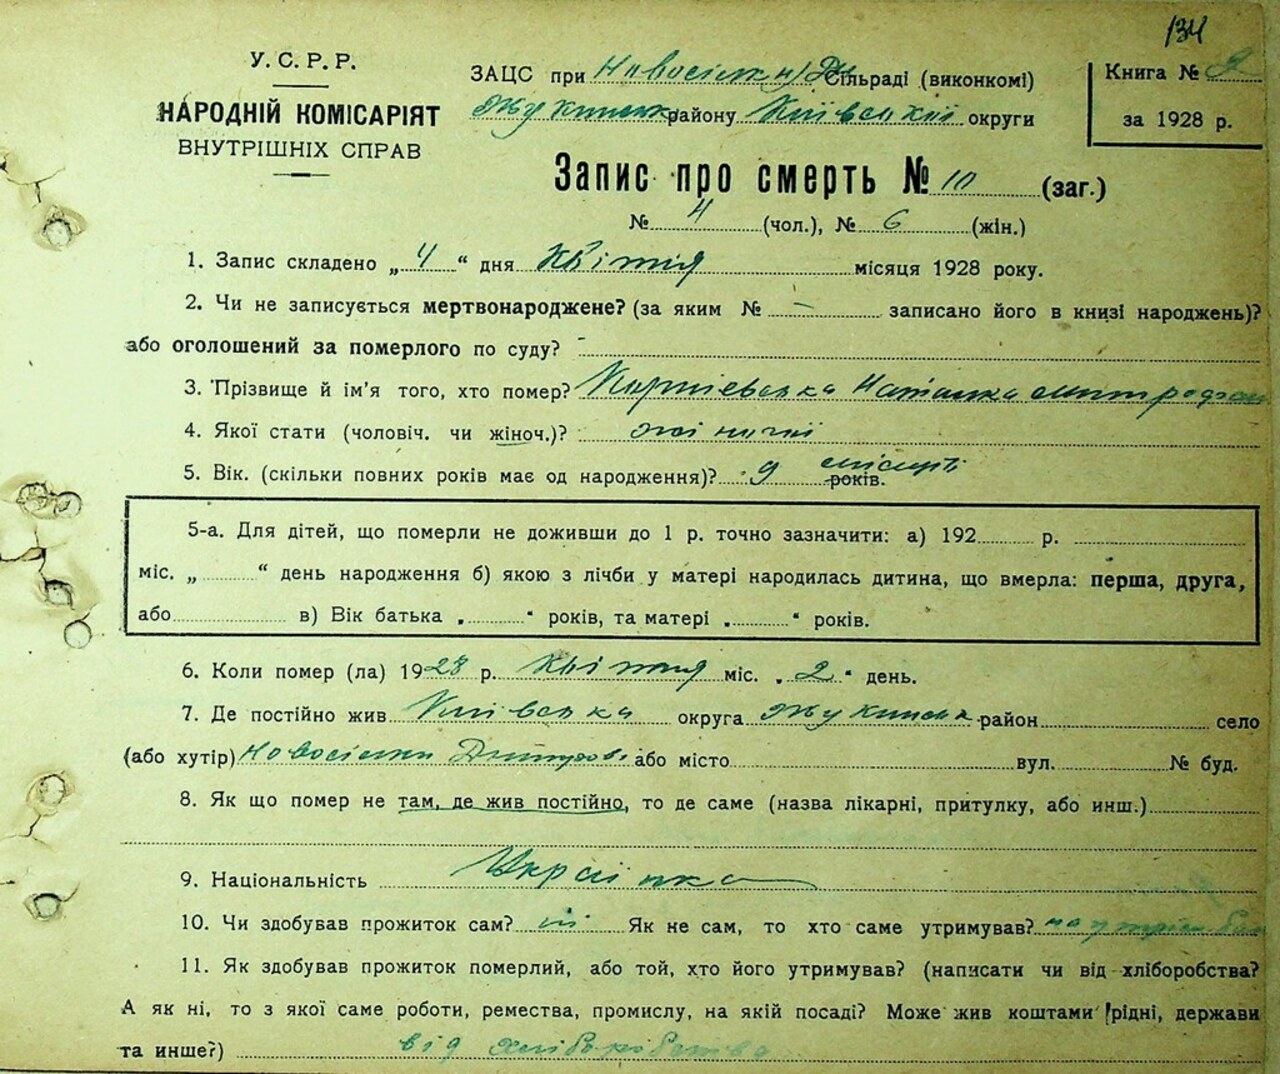 134
У. С. Р. Р.
НАРОДНІЙ КОМІСАРІЯТ
ВНУТРІШНІХ СПРАВ
ЗАЦС при Сільраді (виконкомі)
району Київській округи
Книга № 2
за 1928 р.
Запис про смерть № 10 (заг.)
№ 4 (чол.), № 6 (жін.)
1. Запис складено „ 4 “ дня Квітня місяця 1928 року.
2. Чи не записується мертвонароджене? (за яким № – записано його в книзі народжень)?
або оголошений за померлого по суду? -
3. Прізвище й ім'я того, хто помер? Наталка
4. Якої стати (чоловіч. чи жіноч.)?
5. Вік. (скільки повних років має од народження)? 9 місяці років.
5-а. Для дітей, що померли не доживши до 1 р. точно зазначити: а) 192 р.
міс. „ “ день народження б) якою з лічби у матері народилась дитина, що вмерла: перша, друга,
або в) Вік батька „ “ років, та матері „ “ років.
6. Коли помер (ла) 1928 р. квітня міс. „ 2 “ день.
7. Де постійно жив Київська округа район село
(або хутір) Новосілки або місто вул. № буд.
8. Як що помер не там, де жив постійно, то де саме (назва лікарні, притулку, або инш.)
9. Національність Українка
10. Чи здобував прожиток сам? ні Як не сам, то хто саме утримував?
11. Як здобував прожиток померлий, або той, хто його утримував? (написати чи від хліборобства?
А як ні, то з якої саме роботи, ремества, промислу, на якій посаді? Може жив коштами рідні, держави
та инше?) від хліборобства